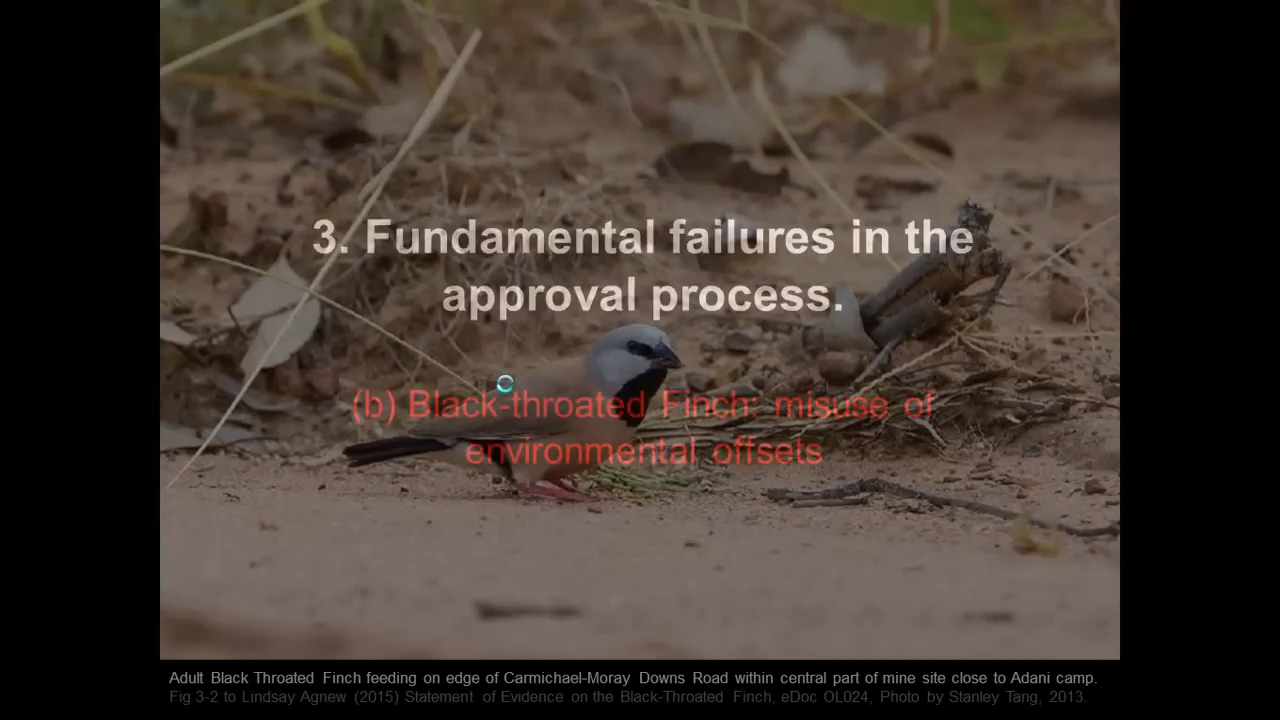 3. Fundamental failures in the
approval process.
(b) Black-throated Finch: misuse of
environmental offsets
Adult Black Throated Finch feeding on edge of Carmichael-Moray Downs Road within central part of mine site close to Adani camp.
Fig 3-2 to Lindsay Agnew (2015) Statement of Evidence on the Black-Throated Finch, eDoc OL024, Photo by Stanley Tang, 2013.